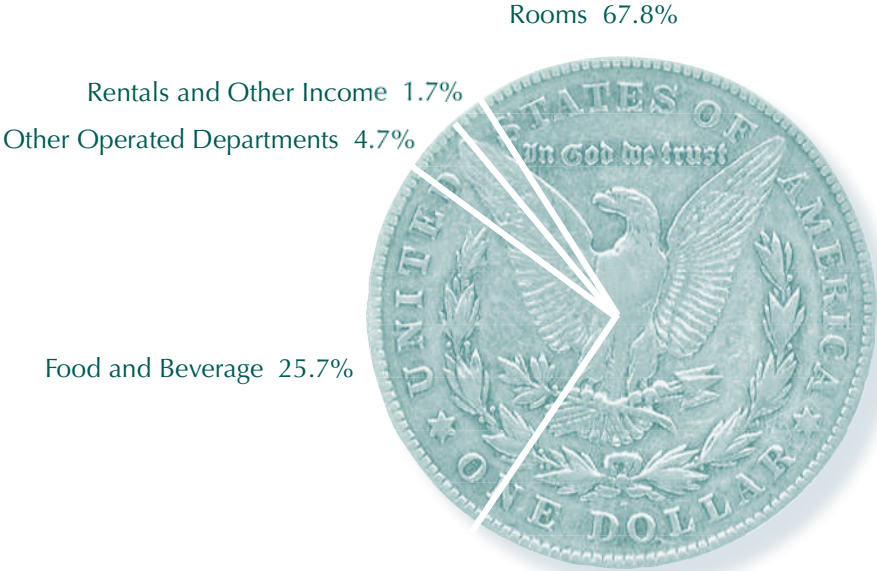 Rooms 67.8%
Rentals and Other Income 1.7%
Other Operated Departments 4.7%
Food and Beverage 25.7%
UNITED STATES OF AMERICA
In God we trust
ONE DOLLAR